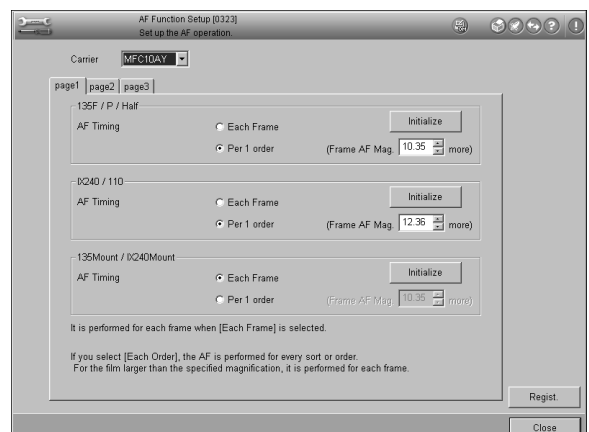 AF Function Setup [0323]
Set up the AF operation.
Carrier MFC10AY
page1 page2 page3
135F / P / Half
Initialize
AF Timing Each Frame
Per 1 order (Frame AF Mag. 10.35 more)
IX240 / 110
Initialize
AF Timing Each Frame
Per 1 order (Frame AF Mag. 12.36 more)
135Mount / IX240Mount
Initialize
AF Timing Each Frame
Per 1 order (Frame AF Mag. 10.35 more)
It is performed for each frame when [Each Frame] is selected.
If you select [Each Order], the AF is performed for every sort or order.
For the film larger than the specified magnification, it is performed for each frame.
Regist.
Close